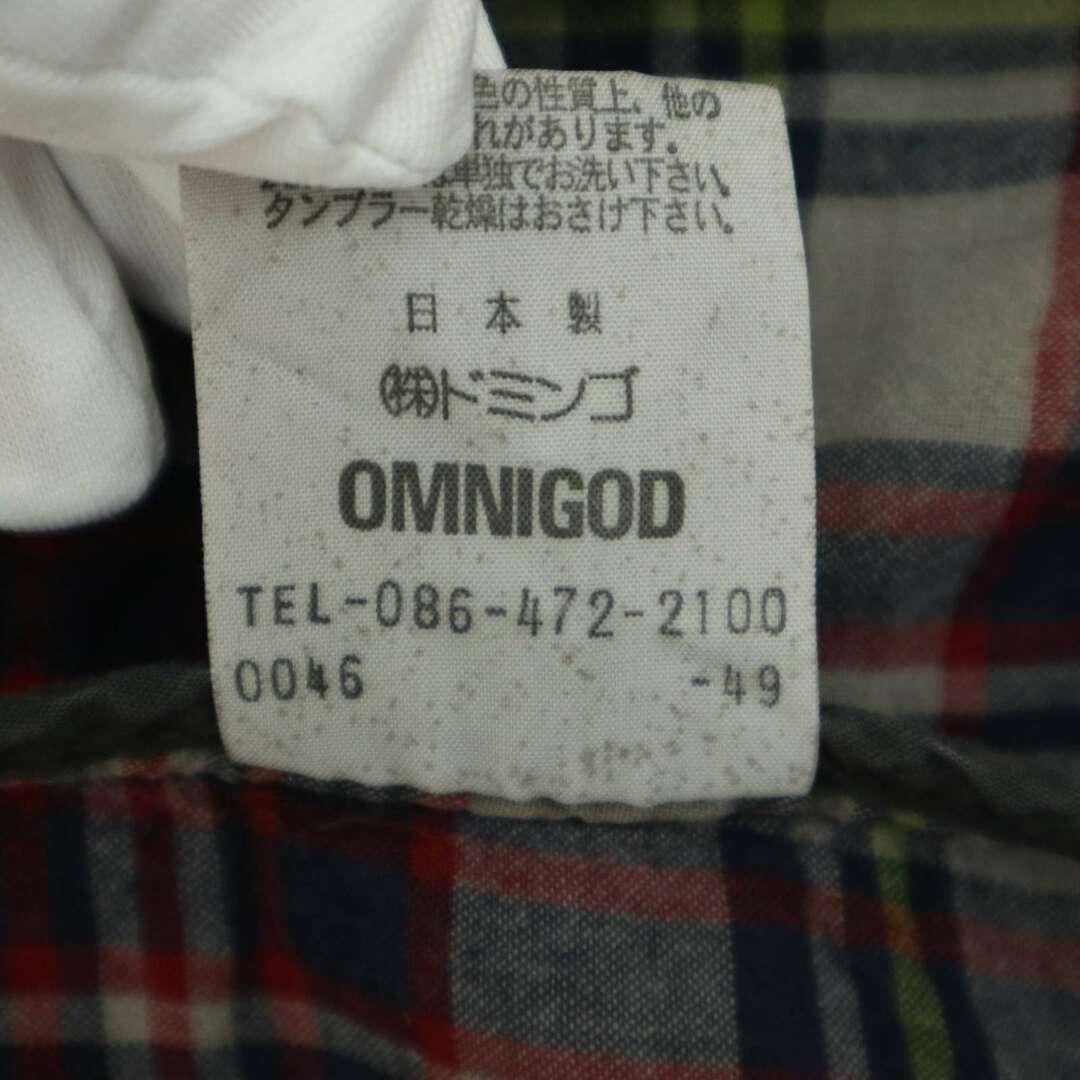 色の性質上、他の
れがあります。
は単独でお洗い下さい。
タンブラー乾燥はおさけ下さい。
日本製
㈱ドミンゴ
OMNIGOD
TEL-086-472-2100
0046 -49